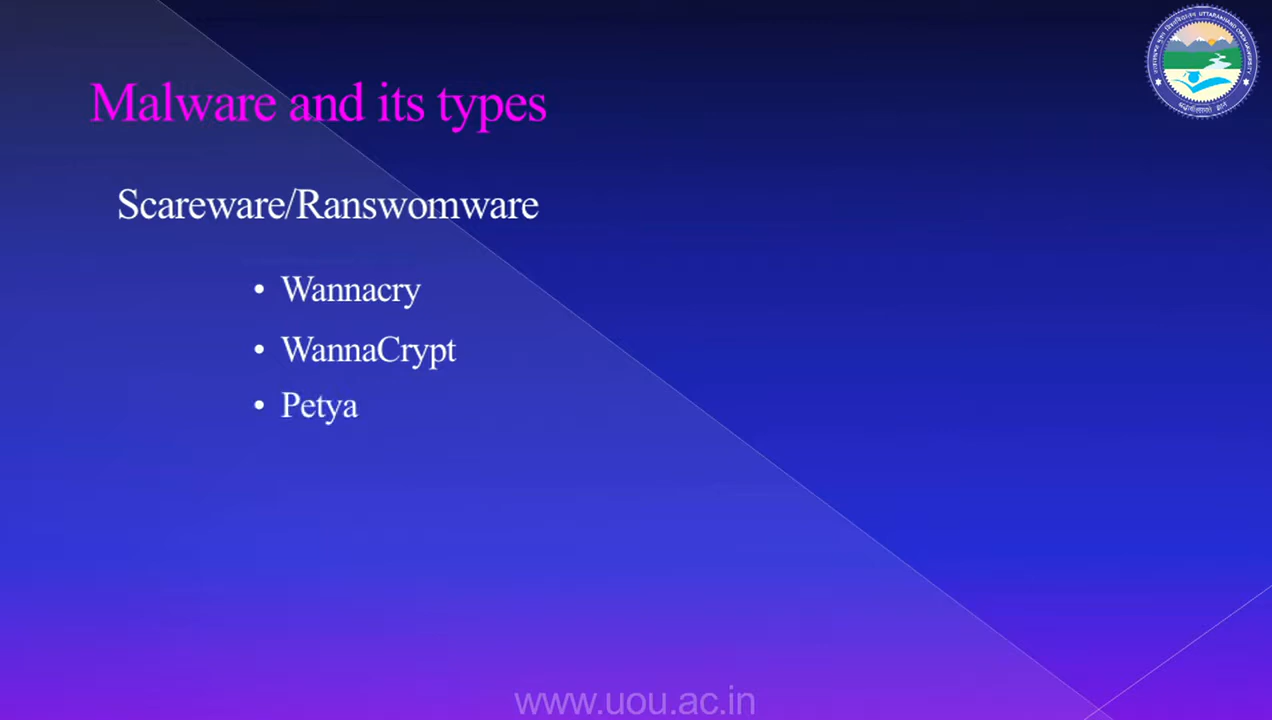 Malware and its types
Scareware/Ranswomware
• Wannacry
• WannaCrypt
• Petya
www.uou.ac.in